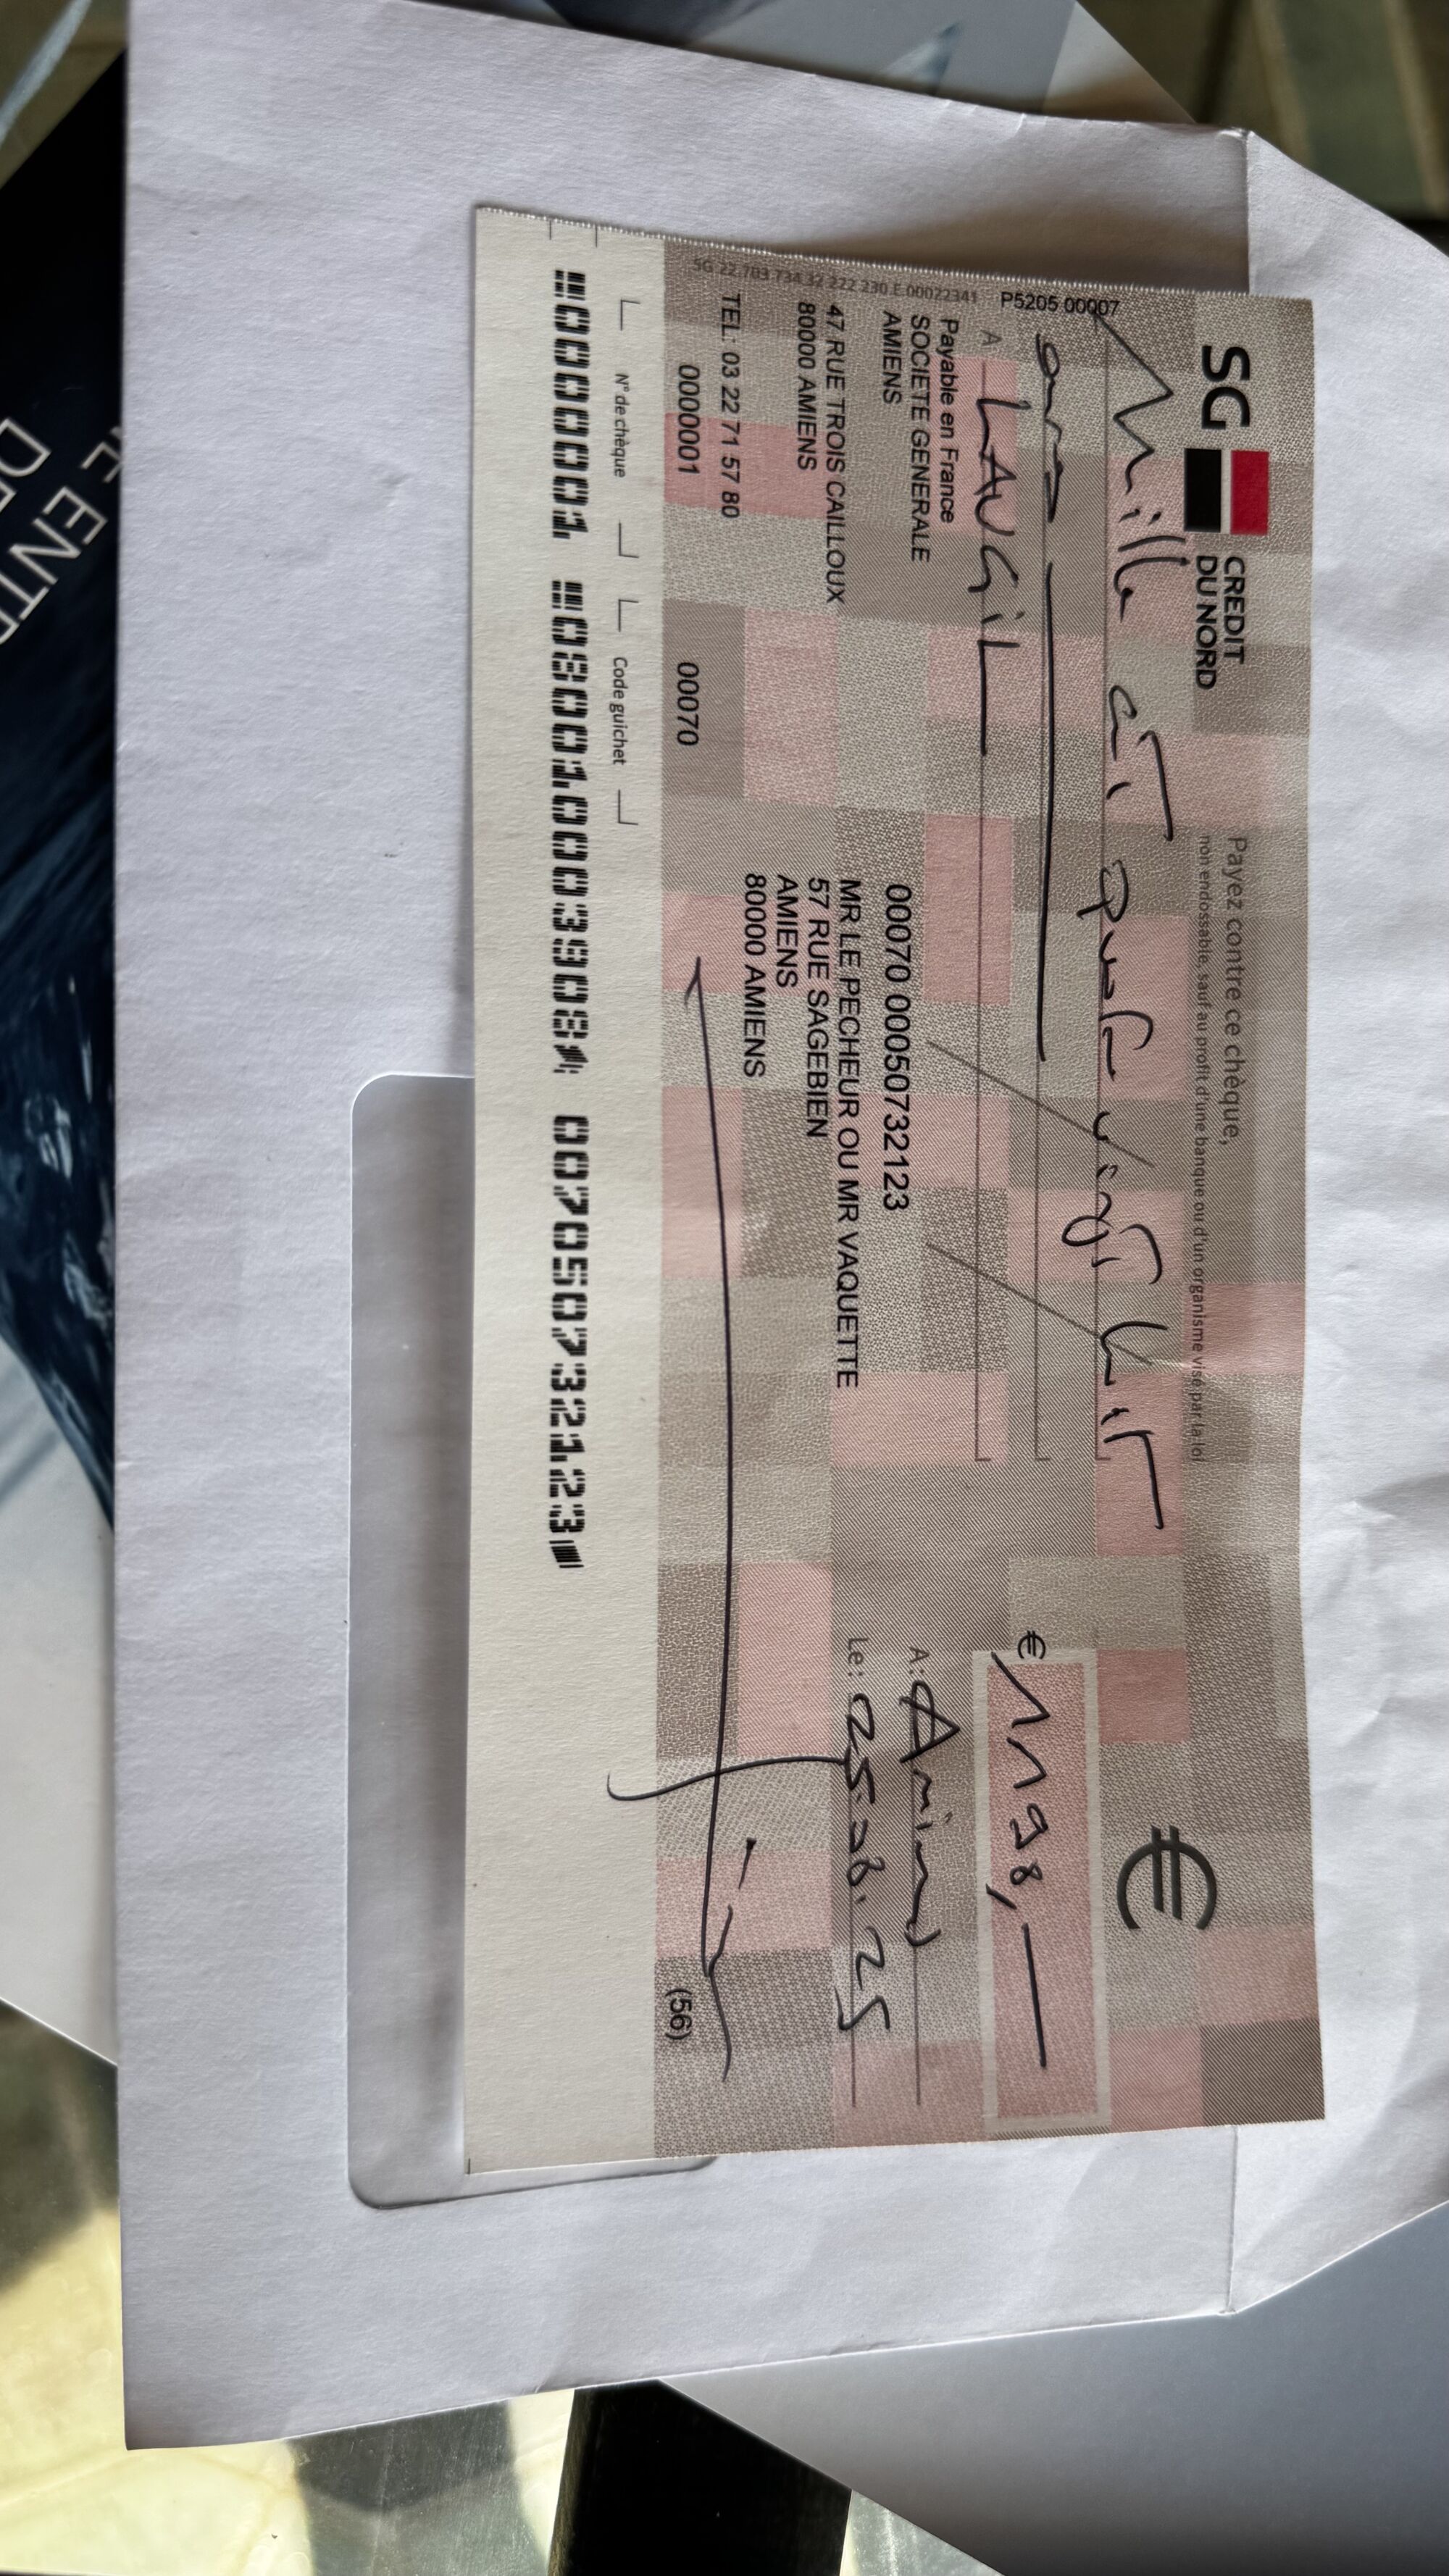 SG
CREDIT
DU NORD
Payez contre ce chèque,
non endossable, sauf au profit d'une banque ou d'un organisme visé par la loi
€
P5205 00007
Mille cent quatre vingt huit
euros
€ 1198,—
A LAUGIL
Payable en France
SOCIETE GENERALE
AMIENS
A: Amiens
Le: 25.08.25
47 RUE TROIS CAILLOUX
80000 AMIENS
TEL: 03 22 71 57 80
00070 00050732123
MR LE PECHEUR OU MR VAQUETTE
57 RUE SAGEBIEN
AMIENS
80000 AMIENS
0000001
00070
(56)
N° de chèque
Code guichet
0000001 080010003908 007050732123
SG 22.703 734 32 222 230 E 00022341
ENTR